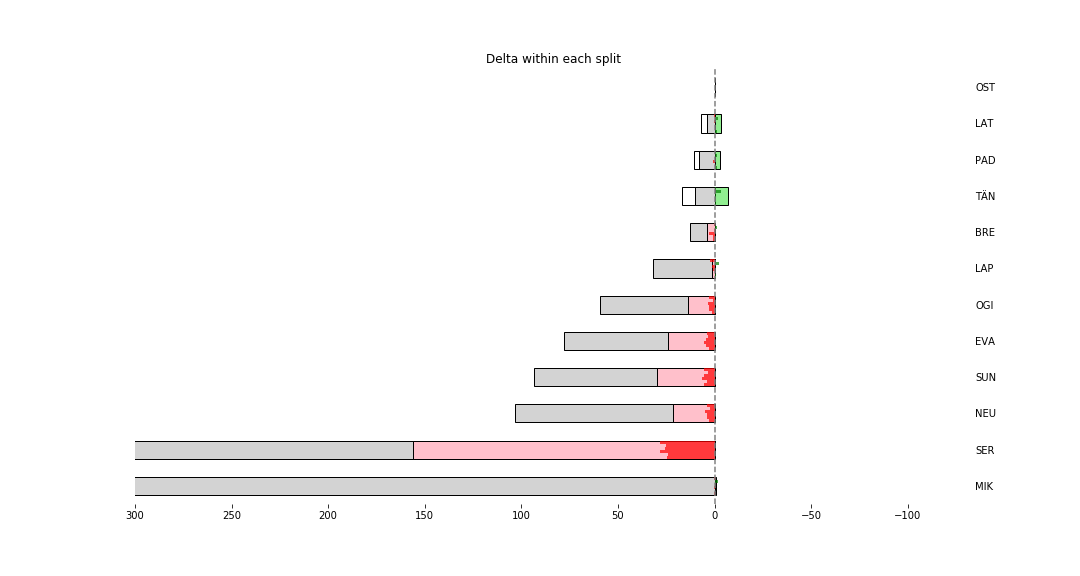 Delta within each split
OST
LAT
PAD
TÄN
BRE
LAP
OGI
EVA
SUN
NEU
SER
MIK
300 250 200 150 100 50 0 −50 −100